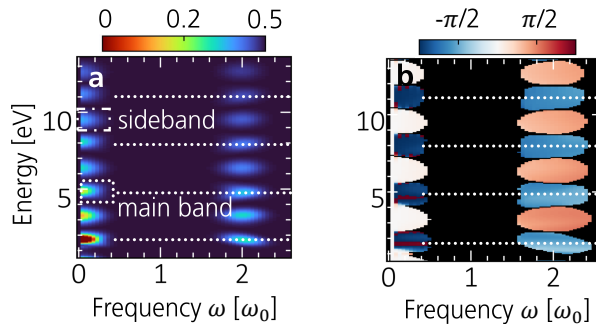 0 0.2 0.5
-π/2 π/2
a
b
10
sideband
10
Energy [eV]
5
main band
5
0 1 2
0 1 2
Frequency ω [ω0]
Frequency ω [ω0]